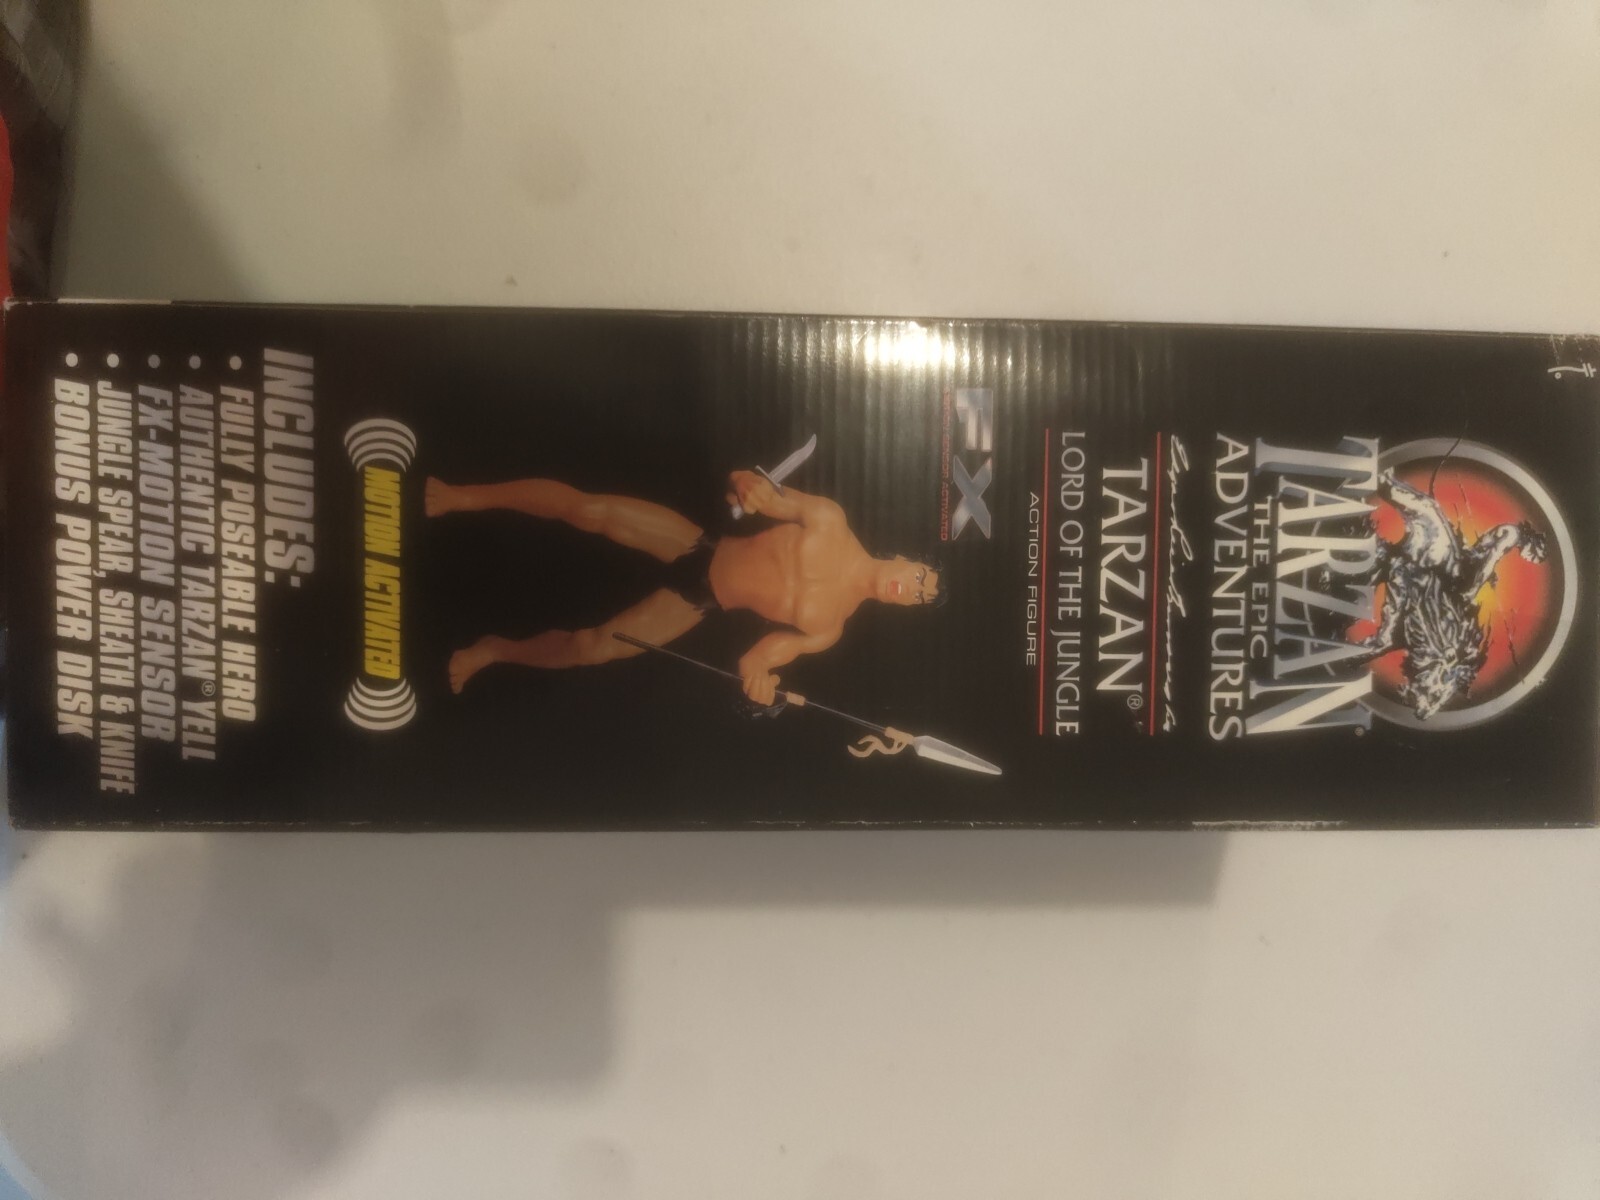 TARZAN
THE EPIC
ADVENTURES
TARZAN®
LORD OF THE JUNGLE
ACTION FIGURE
FX
MOTION ACTIVATED
INCLUDES:
• FULLY POSEABLE HERO
• AUTHENTIC TARZAN® YELL
• FX-MOTION SENSOR
• JUNGLE SPEAR, SHEATH & KNIFE
• BONUS POWER DISK